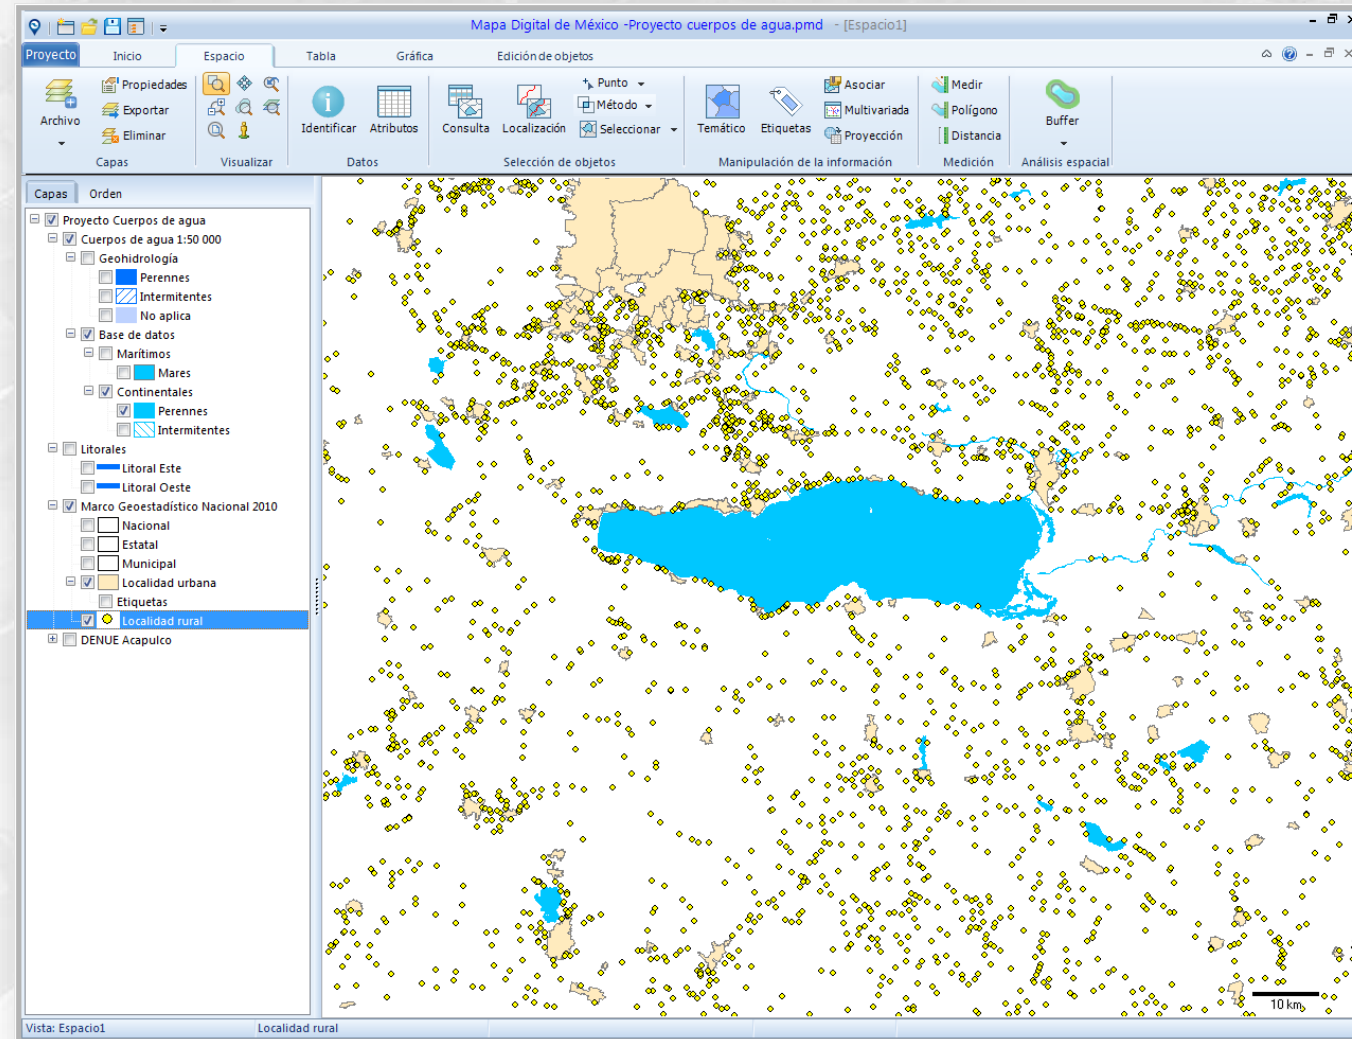 Mapa Digital de México -Proyecto cuerpos de agua.pmd - [Espacio1]
Proyecto Inicio Espacio Tabla Gráfica Edición de objetos
Archivo
Propiedades
Exportar
Eliminar
Capas
Visualizar
Identificar Atributos
Datos
Consulta Localización
Punto
Método
Seleccionar
Selección de objetos
Temático Etiquetas
Asociar
Multivariada
Proyección
Manipulación de la información
Medir
Polígono
Distancia
Medición
Buffer
Análisis espacial
Capas Orden
Proyecto Cuerpos de agua
Cuerpos de agua 1:50 000
Geohidrología
Perennes
Intermitentes
No aplica
Base de datos
Marítimos
Mares
Continentales
Perennes
Intermitentes
Litorales
Litoral Este
Litoral Oeste
Marco Geoestadístico Nacional 2010
Nacional
Estatal
Municipal
Localidad urbana
Etiquetas
Localidad rural
DENUE Acapulco
10 km
Vista: Espacio1 Localidad rural